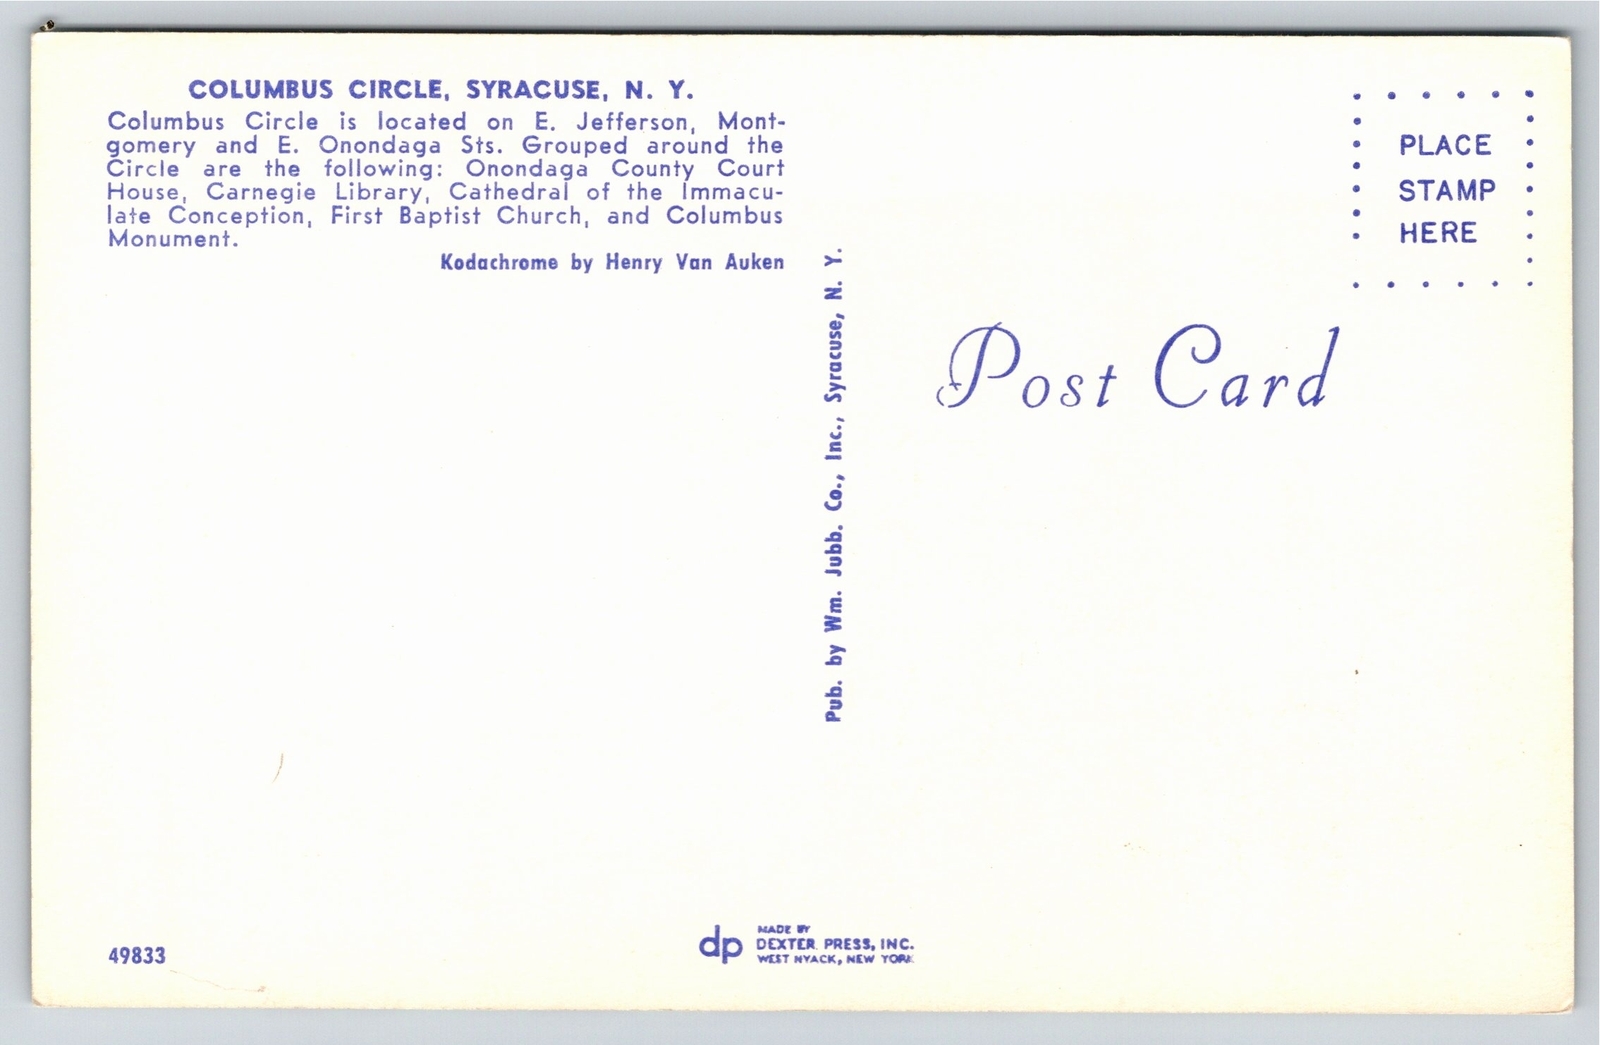 COLUMBUS CIRCLE, SYRACUSE, N. Y.
Columbus Circle is located on E. Jefferson, Mont-
gomery and E. Onondaga Sts. Grouped around the
Circle are the following: Onondaga County Court
House, Carnegie Library, Cathedral of the Immacu-
late Conception, First Baptist Church, and Columbus
Monument.
Kodachrome by Henry Van Auken
Pub. by Wm. Jubb. Co., Inc., Syracuse, N. Y.
PLACE
STAMP
HERE
Post Card
49833
dp
MADE BY
DEXTER PRESS, INC.
WEST NYACK, NEW YORK